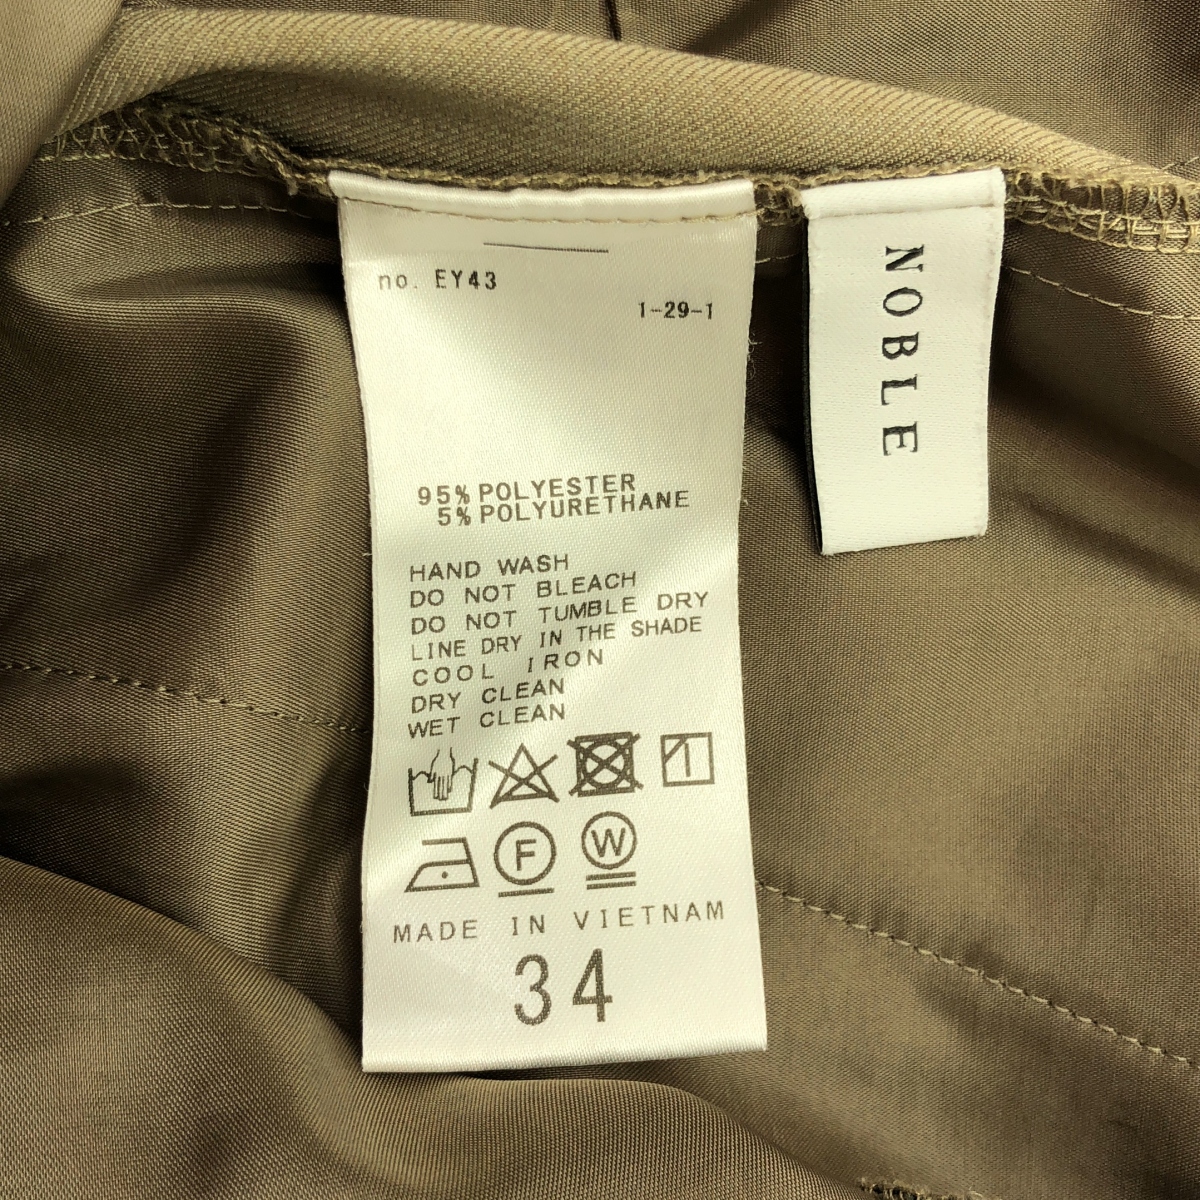 no. EY43
1-29-1
95% POLYESTER
5% POLYURETHANE
HAND WASH
DO NOT BLEACH
DO NOT TUMBLE DRY
LINE DRY IN THE SHADE
COOL IRON
DRY CLEAN
WET CLEAN
F W
MADE IN VIETNAM
34
NOBLE